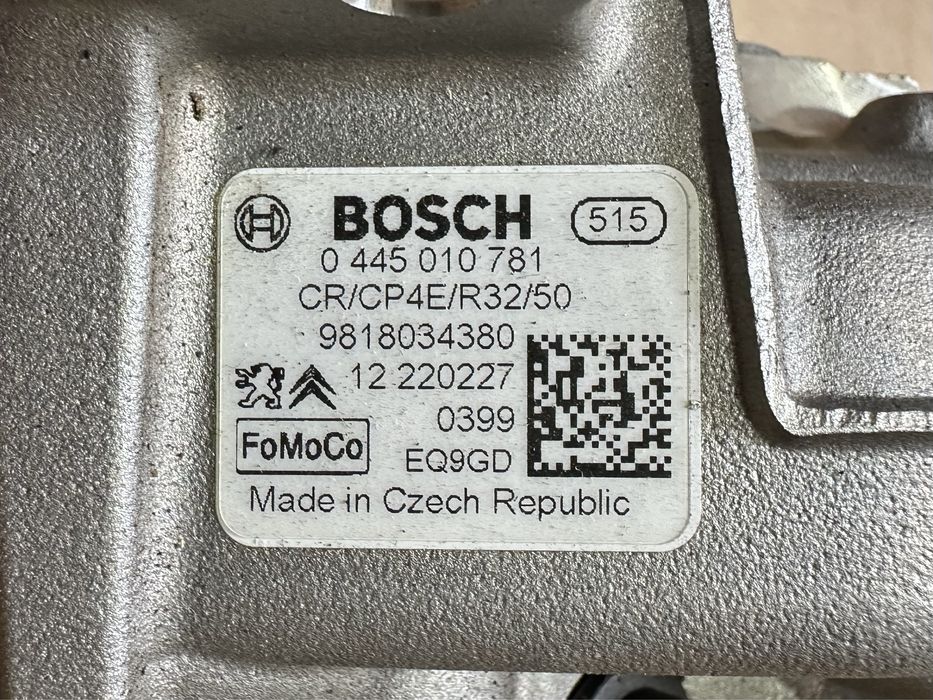 BOSCH 515
0 445 010 781
CR/CP4E/R32/50
9818034380
12 220227
0399
FoMoCo
EQ9GD
Made in Czech Republic